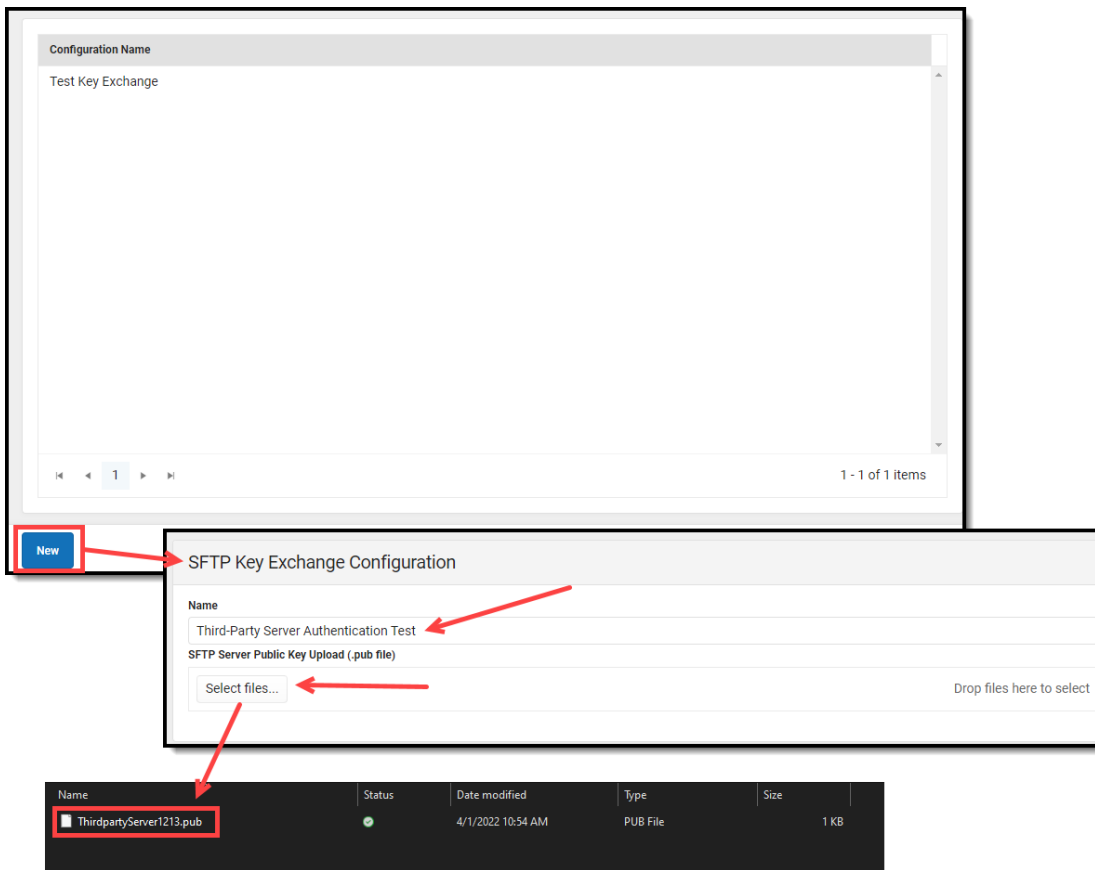 Configuration Name
Test Key Exchange
1
1 - 1 of 1 items
New
SFTP Key Exchange Configuration
Name
Third-Party Server Authentication Test
SFTP Server Public Key Upload (.pub file)
Select files...
Drop files here to select
Name Status Date modified Type Size
ThirdpartyServer1213.pub 4/1/2022 10:54 AM PUB File 1 KB